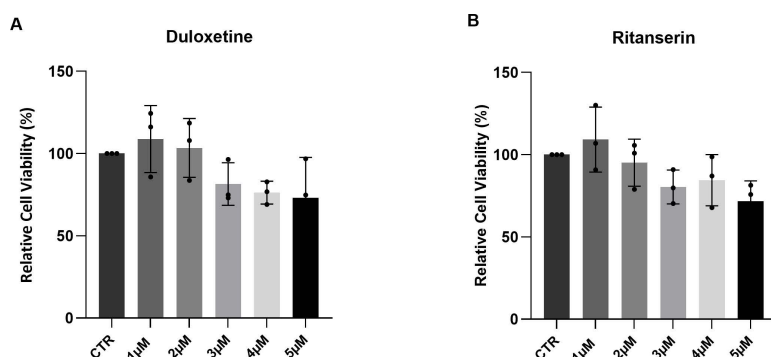 A
Duloxetine
Relative Cell Viability (%)
150
100
50
0
CTR
1µM
2µM
3µM
4µM
5µM
B
Ritanserin
Relative Cell Viability (%)
150
100
50
0
CTR
1µM
2µM
3µM
4µM
5µM